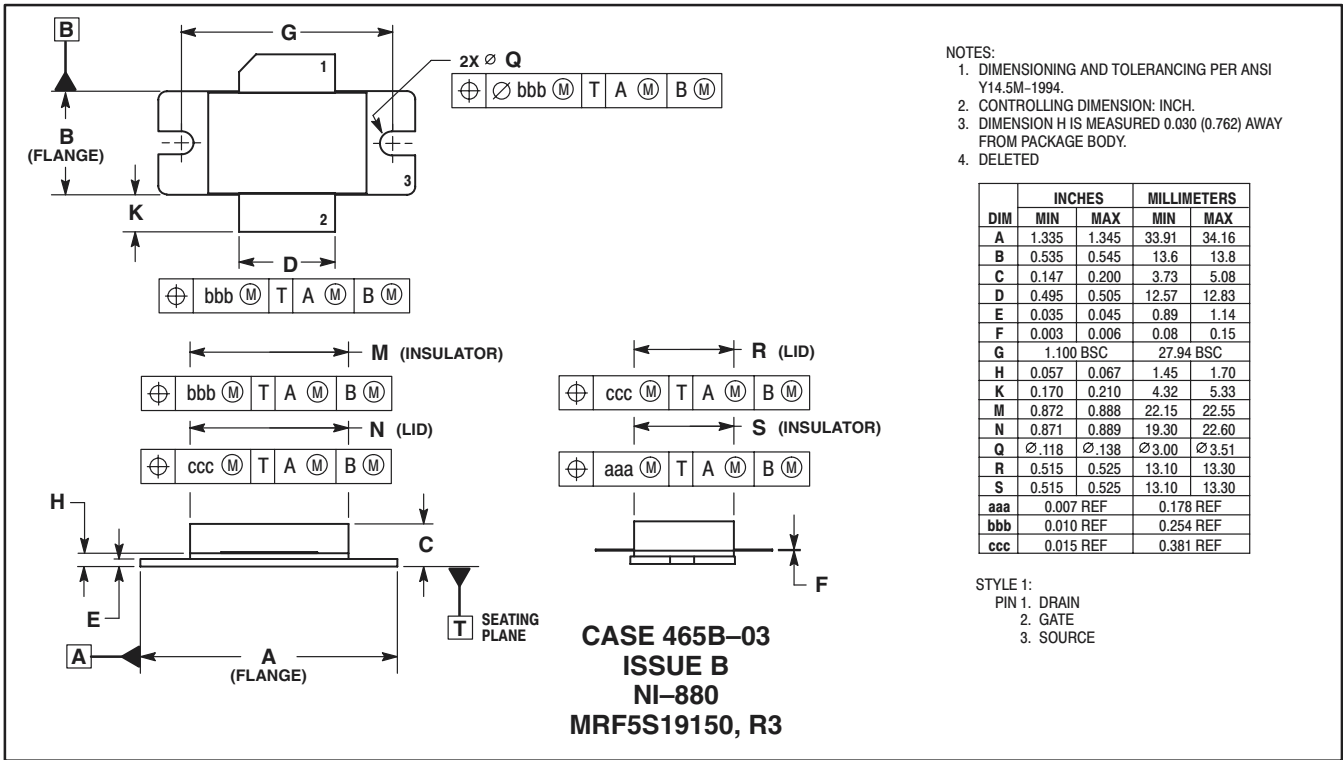 B
G
1
2X ⌀ Q
⌖ ⌀ bbb Ⓜ T A Ⓜ B Ⓜ
B
(FLANGE)
3
K
2
D
⌖ bbb Ⓜ T A Ⓜ B Ⓜ
M (INSULATOR)
⌖ bbb Ⓜ T A Ⓜ B Ⓜ
N (LID)
⌖ ccc Ⓜ T A Ⓜ B Ⓜ
R (LID)
⌖ ccc Ⓜ T A Ⓜ B Ⓜ
S (INSULATOR)
⌖ aaa Ⓜ T A Ⓜ B Ⓜ
H
C
E
F
T SEATING
PLANE
A
A
(FLANGE)
CASE 465B–03
ISSUE B
NI–880
MRF5S19150, R3
NOTES:
1. DIMENSIONING AND TOLERANCING PER ANSI
Y14.5M–1994.
2. CONTROLLING DIMENSION: INCH.
3. DIMENSION H IS MEASURED 0.030 (0.762) AWAY
FROM PACKAGE BODY.
4. DELETED
INCHES MILLIMETERS
DIM MIN MAX MIN MAX
A 1.335 1.345 33.91 34.16
B 0.535 0.545 13.6 13.8
C 0.147 0.200 3.73 5.08
D 0.495 0.505 12.57 12.83
E 0.035 0.045 0.89 1.14
F 0.003 0.006 0.08 0.15
G 1.100 BSC 27.94 BSC
H 0.057 0.067 1.45 1.70
K 0.170 0.210 4.32 5.33
M 0.872 0.888 22.15 22.55
N 0.871 0.889 19.30 22.60
Q ⌀.118 ⌀.138 ⌀3.00 ⌀3.51
R 0.515 0.525 13.10 13.30
S 0.515 0.525 13.10 13.30
aaa 0.007 REF 0.178 REF
bbb 0.010 REF 0.254 REF
ccc 0.015 REF 0.381 REF
STYLE 1:
PIN 1. DRAIN
2. GATE
3. SOURCE